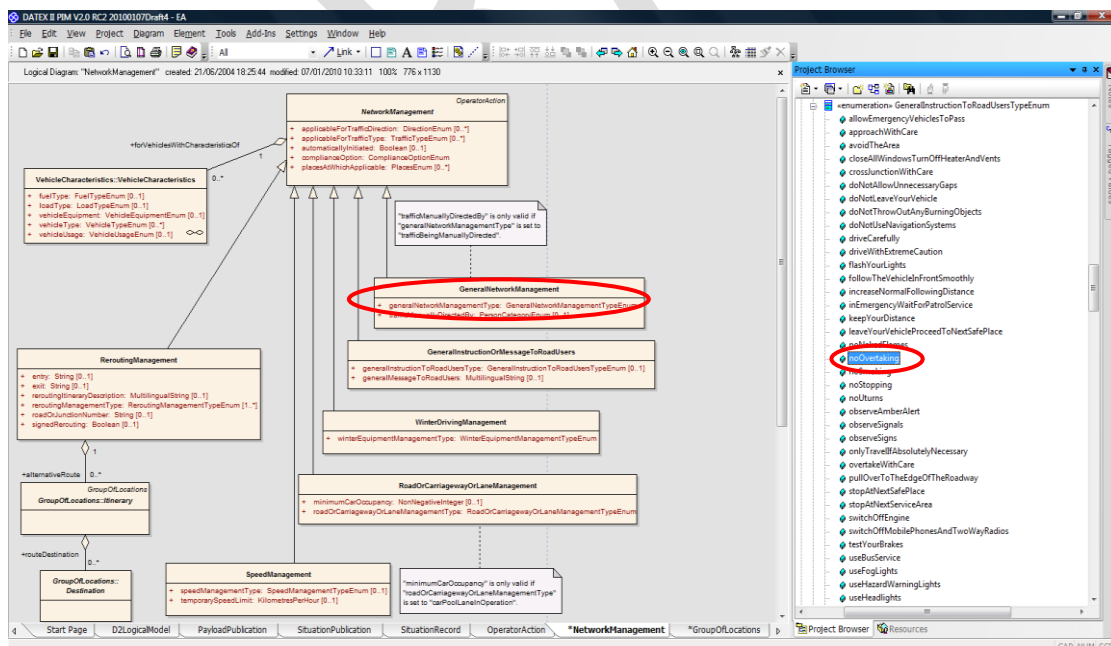 DATEX II PIM V2.0 RC2 20100107Draft4 - EA
File Edit View Project Diagram Element Tools Add-Ins Settings Window Help
All
Link
Logical Diagram: "NetworkManagement" created: 21/06/2004 18:25:44 modified: 07/01/2010 10:33:11 100% 776 x 1130
OperatorAction
NetworkManagement
+ applicableForTrafficDirection: DirectionEnum [0..*]
+ applicableForTrafficType: TrafficTypeEnum [0..*]
+ automaticallyInitiated: Boolean [0..1]
+ complianceOption: ComplianceOptionEnum
+ placesAtWhichApplicable: PlacesEnum [0..*]
+forVehiclesWithCharacteristicsOf
1
0..*
VehicleCharacteristics::VehicleCharacteristics
+ fuelType: FuelTypeEnum [0..1]
+ loadType: LoadTypeEnum [0..1]
+ vehicleEquipment: VehicleEquipmentEnum [0..1]
+ vehicleType: VehicleTypeEnum [0..*]
+ vehicleUsage: VehicleUsageEnum [0..1]
"trafficManuallyDirectedBy" is only valid if
"generalNetworkManagementType" is set to
"trafficBeingManuallyDirected".
GeneralNetworkManagement
+ generalNetworkManagementType: GeneralNetworkManagementTypeEnum
+ trafficManuallyDirectedBy: PersonCategoryEnum [0..1]
GeneralInstructionOrMessageToRoadUsers
+ generalInstructionToRoadUsersType: GeneralInstructionToRoadUsersTypeEnum [0..1]
+ generalMessageToRoadUsers: MultilingualString [0..1]
ReroutingManagement
+ entry: String [0..1]
+ exit: String [0..1]
+ reroutingItineraryDescription: MultilingualString [0..1]
+ reroutingManagementType: ReroutingManagementTypeEnum [1..*]
+ roadOrJunctionNumber: String [0..1]
+ signedRerouting: Boolean [0..1]
WinterDrivingManagement
+ winterEquipmentManagementType: WinterEquipmentManagementTypeEnum
1
+alternativeRoute 0..*
GroupOfLocations
GroupOfLocations::Itinerary
RoadOrCarriagewayOrLaneManagement
+ minimumCarOccupancy: NonNegativeInteger [0..1]
+ roadOrCarriagewayOrLaneManagementType: RoadOrCarriagewayOrLaneManagementTypeEnum
+routeDestination
0..*
GroupOfLocations::
Destination
SpeedManagement
+ speedManagementType: SpeedManagementTypeEnum [0..1]
+ temporarySpeedLimit: KilometresPerHour [0..1]
"minimumCarOccupancy" is only valid if
"roadOrCarriagewayOrLaneManagementType"
is set to "carPoolLaneInOperation".
Start Page D2LogicalModel PayloadPublication SituationPublication SituationRecord OperatorAction *NetworkManagement *GroupOfLocations
Project Browser
«enumeration» GeneralInstructionToRoadUsersTypeEnum
allowEmergencyVehiclesToPass
approachWithCare
avoidTheArea
closeAllWindowsTurnOffHeaterAndVents
crossJunctionWithCare
doNotAllowUnnecessaryGaps
doNotLeaveYourVehicle
doNotThrowOutAnyBurningObjects
doNotUseNavigationSystems
driveCarefully
driveWithExtremeCaution
flashYourLights
followTheVehicleInFrontSmoothly
increaseNormalFollowingDistance
inEmergencyWaitForPatrolService
keepYourDistance
leaveYourVehicleProceedToNextSafePlace
noNakedFlames
noOvertaking
noSmoking
noStopping
noUturns
observeAmberAlert
observeSignals
observeSigns
onlyTravelIfAbsolutelyNecessary
overtakeWithCare
pullOverToTheEdgeOfTheRoadway
stopAtNextSafePlace
stopAtNextServiceArea
switchOffEngine
switchOffMobilePhonesAndTwoWayRadios
testYourBrakes
useBusService
useFogLights
useHazardWarningLights
useHeadlights
Project Browser Resources